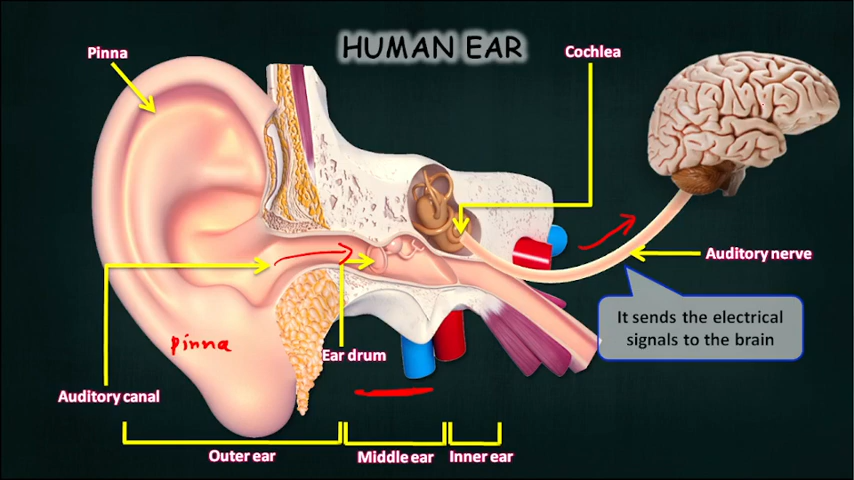 HUMAN EAR
Pinna
Cochlea
Auditory nerve
It sends the electrical
signals to the brain
pinna
Ear drum
Auditory canal
Outer ear
Middle ear
Inner ear